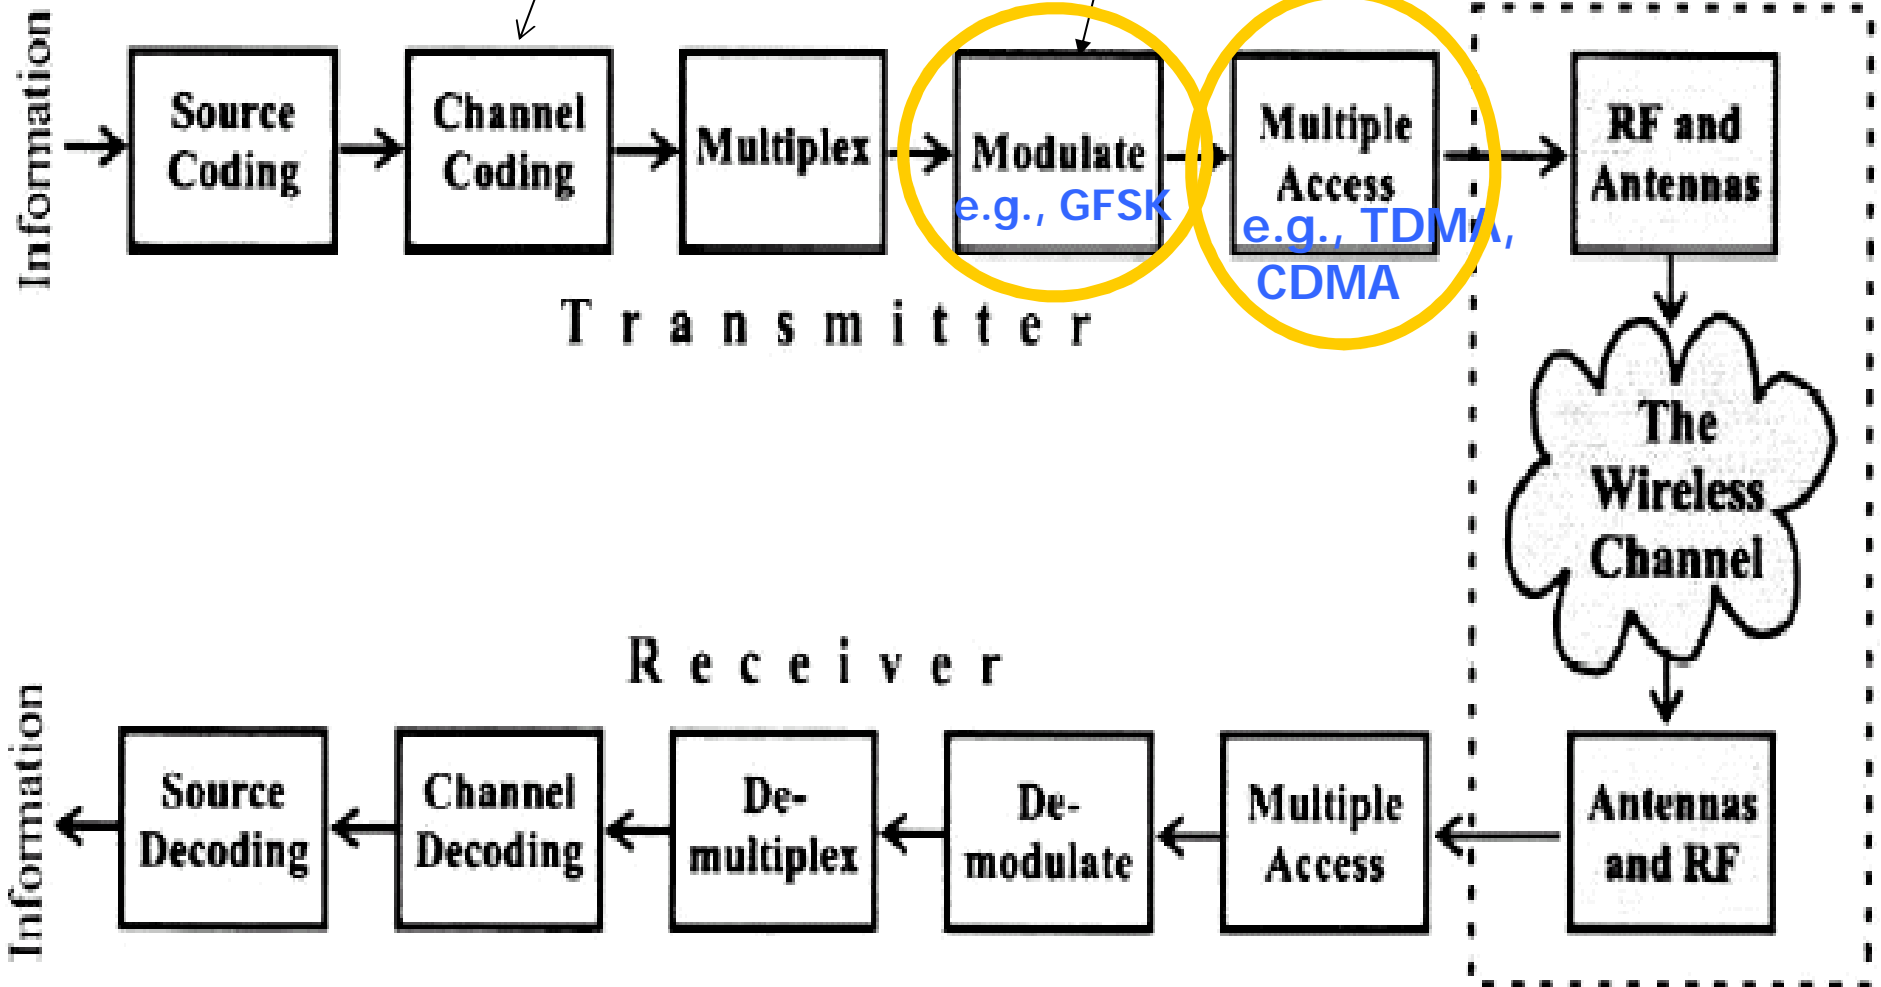 Information
Source
Coding
Channel
Coding
Multiplex
Modulate
e.g., GFSK
Multiple
Access
e.g., TDMA,
CDMA
RF and
Antennas
Transmitter
The
Wireless
Channel
Receiver
Information
Source
Decoding
Channel
Decoding
De-
multiplex
De-
modulate
Multiple
Access
Antennas
and RF